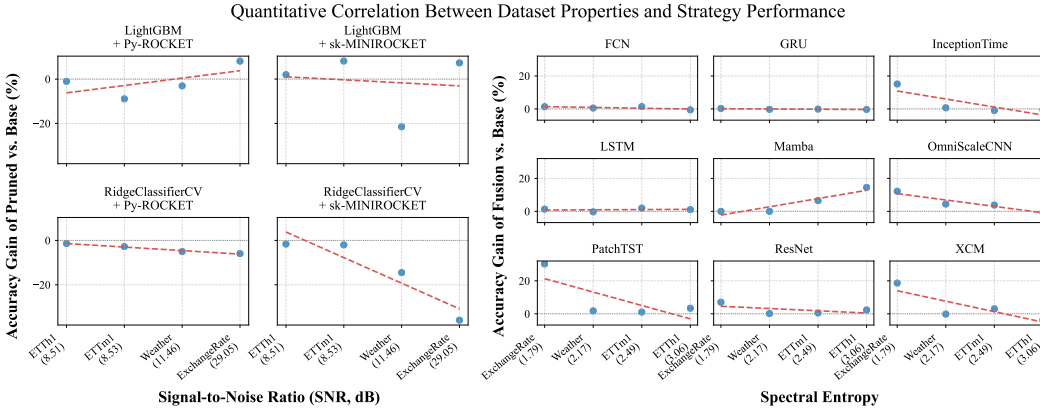 Quantitative Correlation Between Dataset Properties and Strategy Performance
Accuracy Gain of Pruned vs. Base (%)
LightGBM
+ Py-ROCKET
0
−20
LightGBM
+ sk-MINIROCKET
RidgeClassifierCV
+ Py-ROCKET
0
−20
ETTh1
(8.51)
ETTm1
(8.53)
Weather
(11.46)
ExchangeRate
(29.05)
RidgeClassifierCV
+ sk-MINIROCKET
ETTh1
(8.51)
ETTm1
(8.53)
Weather
(11.46)
ExchangeRate
(29.05)
Signal-to-Noise Ratio (SNR, dB)
Accuracy Gain of Fusion vs. Base (%)
FCN
20
0
GRU
InceptionTime
20
0
LSTM
20
0
Mamba
OmniScaleCNN
20
0
PatchTST
20
0
ExchangeRate
(1.79)
Weather
(2.17)
ETTm1
(2.49)
ETTh1
(3.06)
ResNet
ExchangeRate
(1.79)
Weather
(2.17)
ETTm1
(2.49)
ETTh1
(3.06)
XCM
20
0
ExchangeRate
(1.79)
Weather
(2.17)
ETTm1
(2.49)
ETTh1
(3.06)
Spectral Entropy